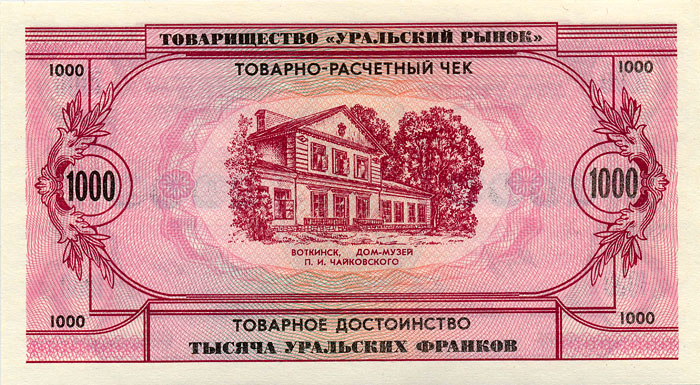 ТОВАРИЩЕСТВО «УРАЛЬСКИЙ РЫНОК»
1000
ТОВАРНО-РАСЧЕТНЫЙ ЧЕК
1000
1000
1000
ВОТКИНСК, ДОМ-МУЗЕЙ
П. И. ЧАЙКОВСКОГО
1000
ТОВАРНОЕ ДОСТОИНСТВО
1000
ТЫСЯЧА УРАЛЬСКИХ ФРАНКОВ